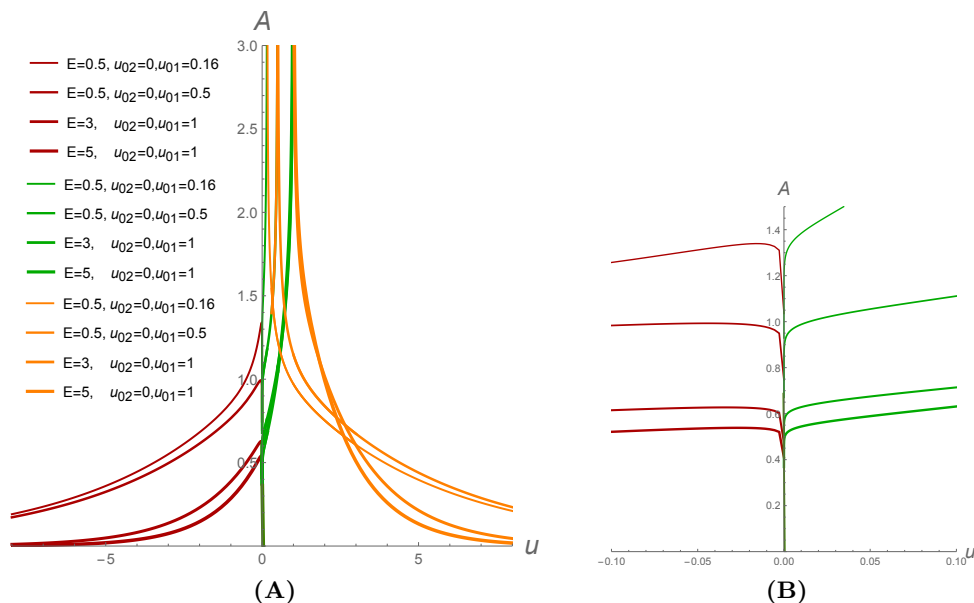 A
3.0
E=0.5, u02=0,u01=0.16
E=0.5, u02=0,u01=0.5
E=3, u02=0,u01=1
E=5, u02=0,u01=1
2.5
E=0.5, u02=0,u01=0.16
E=0.5, u02=0,u01=0.5
2.0
E=3, u02=0,u01=1
E=5, u02=0,u01=1
1.5
E=0.5, u02=0,u01=0.16
E=0.5, u02=0,u01=0.5
E=3, u02=0,u01=1
E=5, u02=0,u01=1
1.0
0.5
-5 0 5 u
(A)
A
1.4
1.2
1.0
0.8
0.6
0.4
0.2
-0.10 -0.05 0.00 0.05 0.10 u
(B)